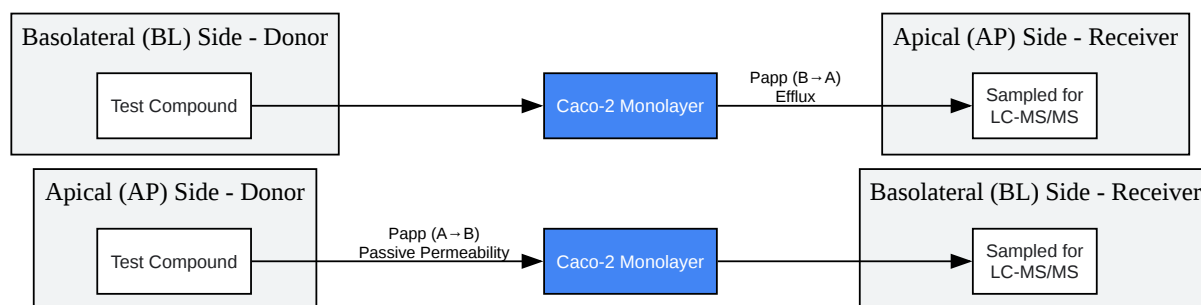 Basolateral (BL) Side - Donor
Test Compound
Caco-2 Monolayer
Papp (B→A)
Efflux
Apical (AP) Side - Receiver
Sampled for
LC-MS/MS
Apical (AP) Side - Donor
Test Compound
Papp (A→B)
Passive Permeability
Caco-2 Monolayer
Basolateral (BL) Side - Receiver
Sampled for
LC-MS/MS